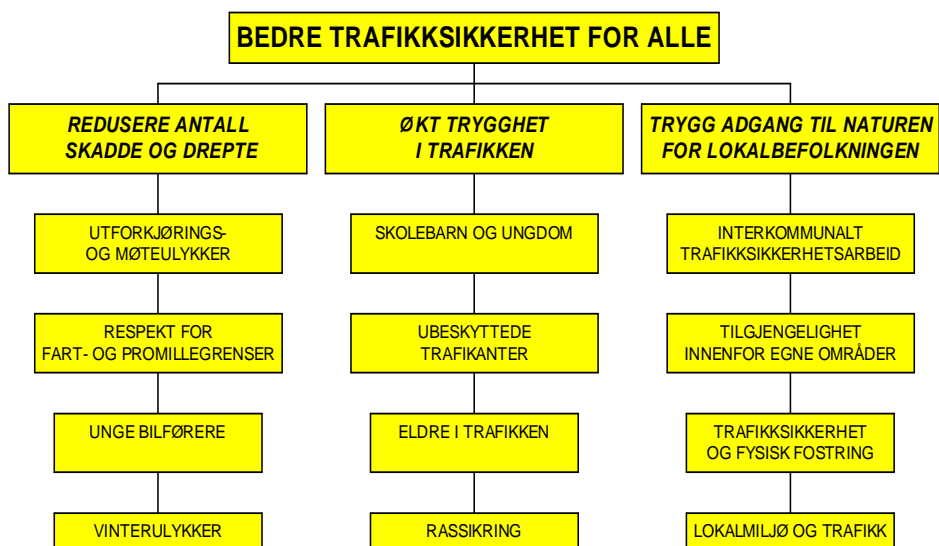 BEDRE TRAFIKKSIKKERHET FOR ALLE
REDUSERE ANTALL
SKADDE OG DREPTE
UTFORKJØRINGS-
OG MØTEULYKKER
RESPEKT FOR
FART- OG PROMILLEGRENSER
UNGE BILFØRERE
VINTERULYKKER
ØKT TRYGGHET
I TRAFIKKEN
SKOLEBARN OG UNGDOM
UBESKYTTEDE
TRAFIKANTER
ELDRE I TRAFIKKEN
RASSIKRING
TRYGG ADGANG TIL NATUREN
FOR LOKALBEFOLKNINGEN
INTERKOMMUNALT
TRAFIKKSIKKERHETSARBEID
TILGJENGELIGHET
INNENFOR EGNE OMRÅDER
TRAFIKKSIKKERHET
OG FYSISK FOSTRING
LOKALMILJØ OG TRAFIKK